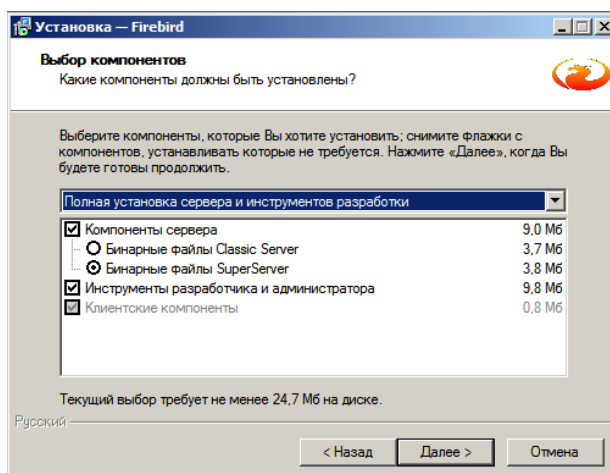 Установка — Firebird
Выбор компонентов
Какие компоненты должны быть установлены?
Выберите компоненты, которые Вы хотите установить; снимите флажки с
компонентов, устанавливать которые не требуется. Нажмите «Далее», когда Вы
будете готовы продолжить.
Полная установка сервера и инструментов разработки
Компоненты сервера 9,0 Мб
Бинарные файлы Classic Server 3,7 Мб
Бинарные файлы SuperServer 3,8 Мб
Инструменты разработчика и администратора 9,8 Мб
Клиентские компоненты 0,8 Мб
Текущий выбор требует не менее 24,7 Мб на диске.
Русский
< Назад Далее > Отмена